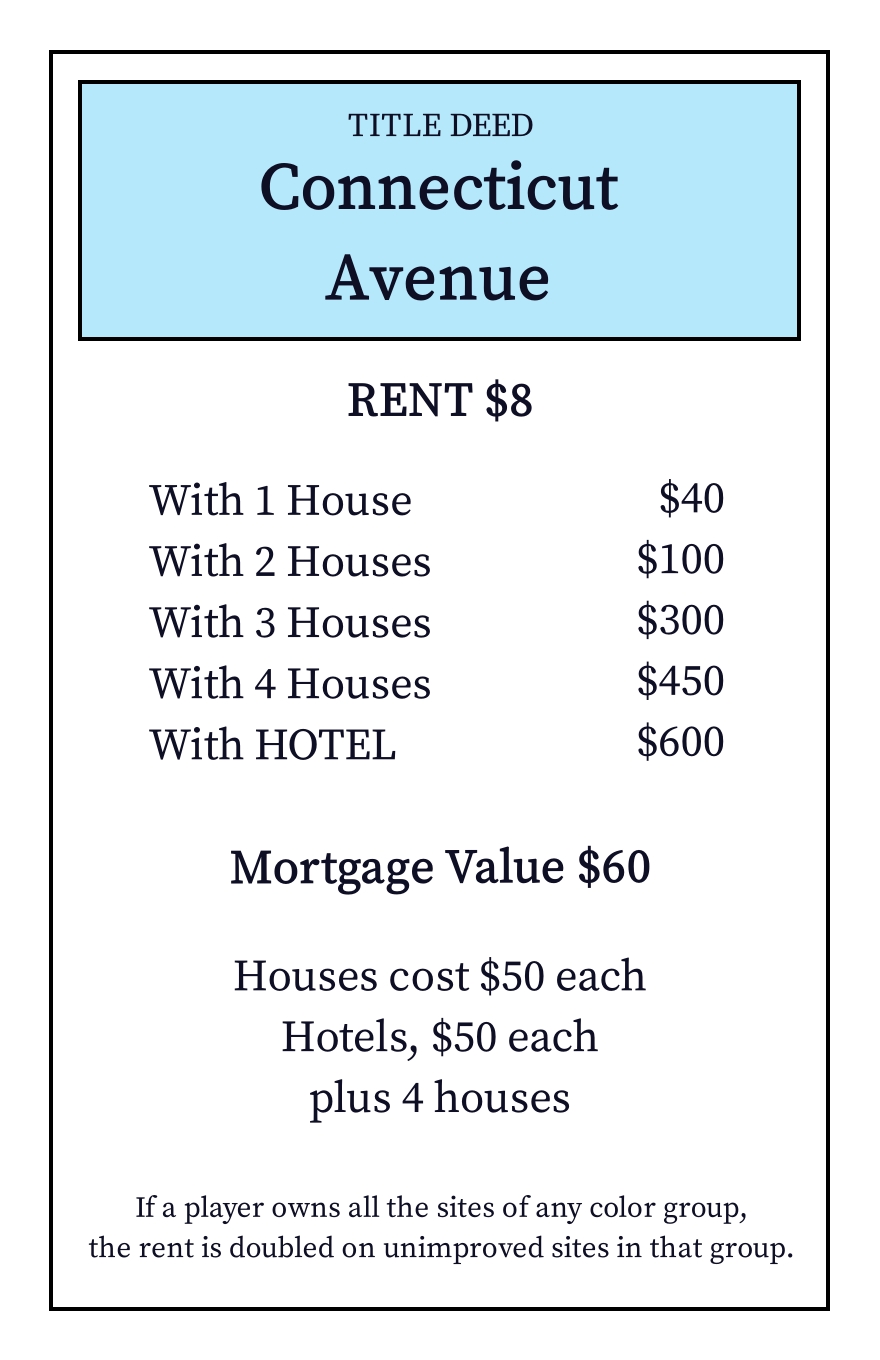 TITLE DEED
Connecticut
Avenue
RENT $8
With 1 House $40
With 2 Houses $100
With 3 Houses $300
With 4 Houses $450
With HOTEL $600
Mortgage Value $60
Houses cost $50 each
Hotels, $50 each
plus 4 houses
If a player owns all the sites of any color group,
the rent is doubled on unimproved sites in that group.